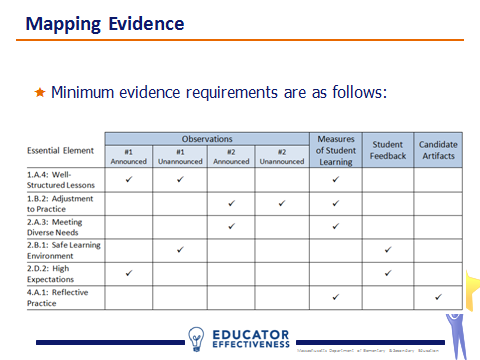 Mapping Evidence
Minimum evidence requirements are as follows:
Essential Element
Observations
Measures of Student Learning
Student Feedback
Candidate Artifacts
#1 Announced
#1 Unannounced
#2 Announced
#2 Unannounced
1.A.4: Well-
Structured Lessons
✓ ✓ ✓
1.B.2: Adjustment
to Practice
✓ ✓ ✓
2.A.3: Meeting
Diverse Needs
✓ ✓
2.B.1: Safe Learning
Environment
✓ ✓
2.D.2: High
Expectations
✓ ✓
4.A.1: Reflective
Practice
✓ ✓
EDUCATOR
EFFECTIVENESS
Massachusetts Department of Elementary & Secondary Education